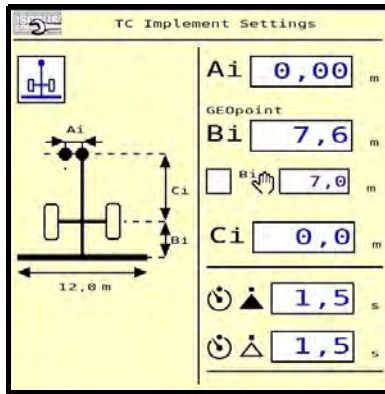 TC Implement Settings
Ai 0,00 m
GEOpoint
Bi 7,6 m
Bi 7,0 m
Ci 0,0 m
1,5 s
1,5 s
Ai
Ci
Bi
12,0 m